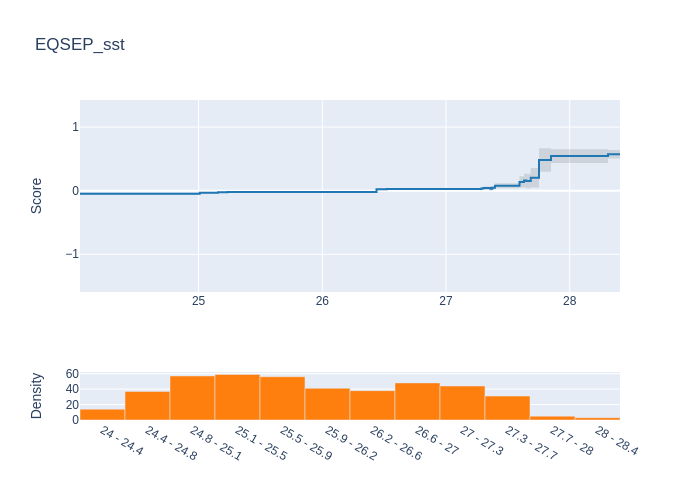 EQSEP_sst
Score
1
0
−1
25
26
27
28
Density
60
40
20
0
24 - 24.4
24.4 - 24.8
24.8 - 25.1
25.1 - 25.5
25.5 - 25.9
25.9 - 26.2
26.2 - 26.6
26.6 - 27
27 - 27.3
27.3 - 27.7
27.7 - 28
28 - 28.4